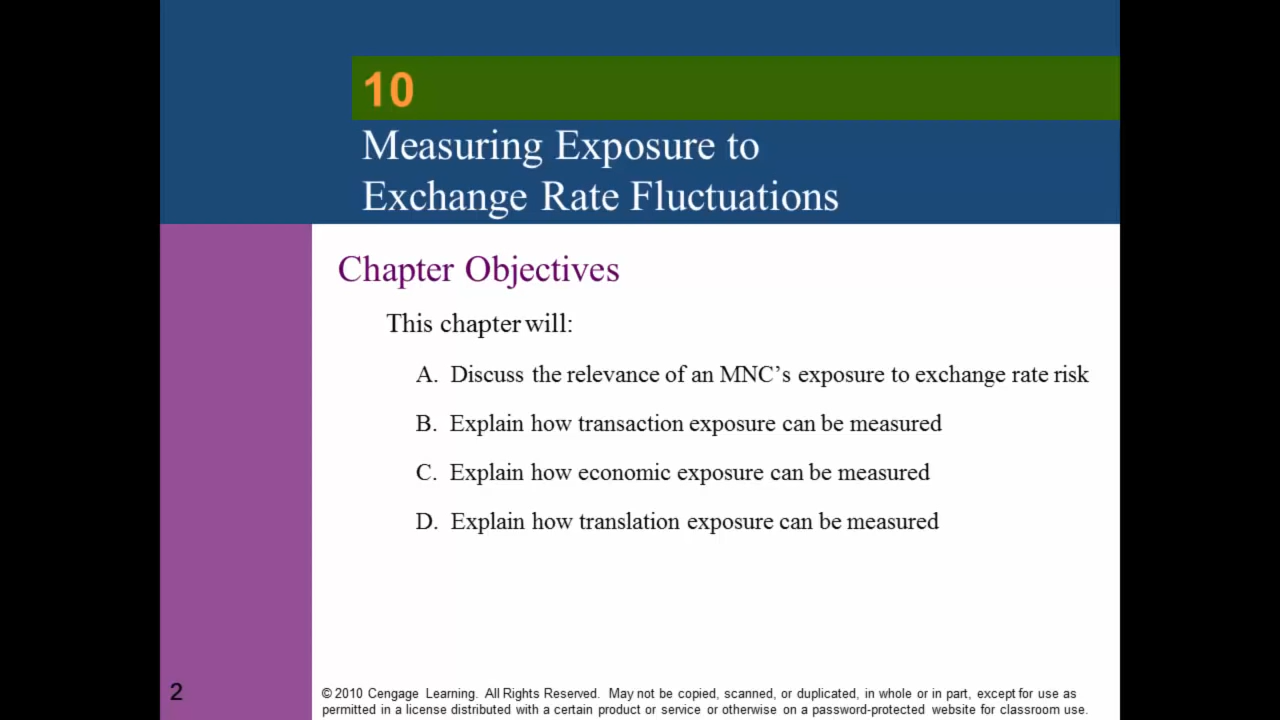 10
Measuring Exposure to
Exchange Rate Fluctuations
Chapter Objectives
This chapter will:
A. Discuss the relevance of an MNC’s exposure to exchange rate risk
B. Explain how transaction exposure can be measured
C. Explain how economic exposure can be measured
D. Explain how translation exposure can be measured
2
© 2010 Cengage Learning. All Rights Reserved. May not be copied, scanned, or duplicated, in whole or in part, except for use as
permitted in a license distributed with a certain product or service or otherwise on a password-protected website for classroom use.